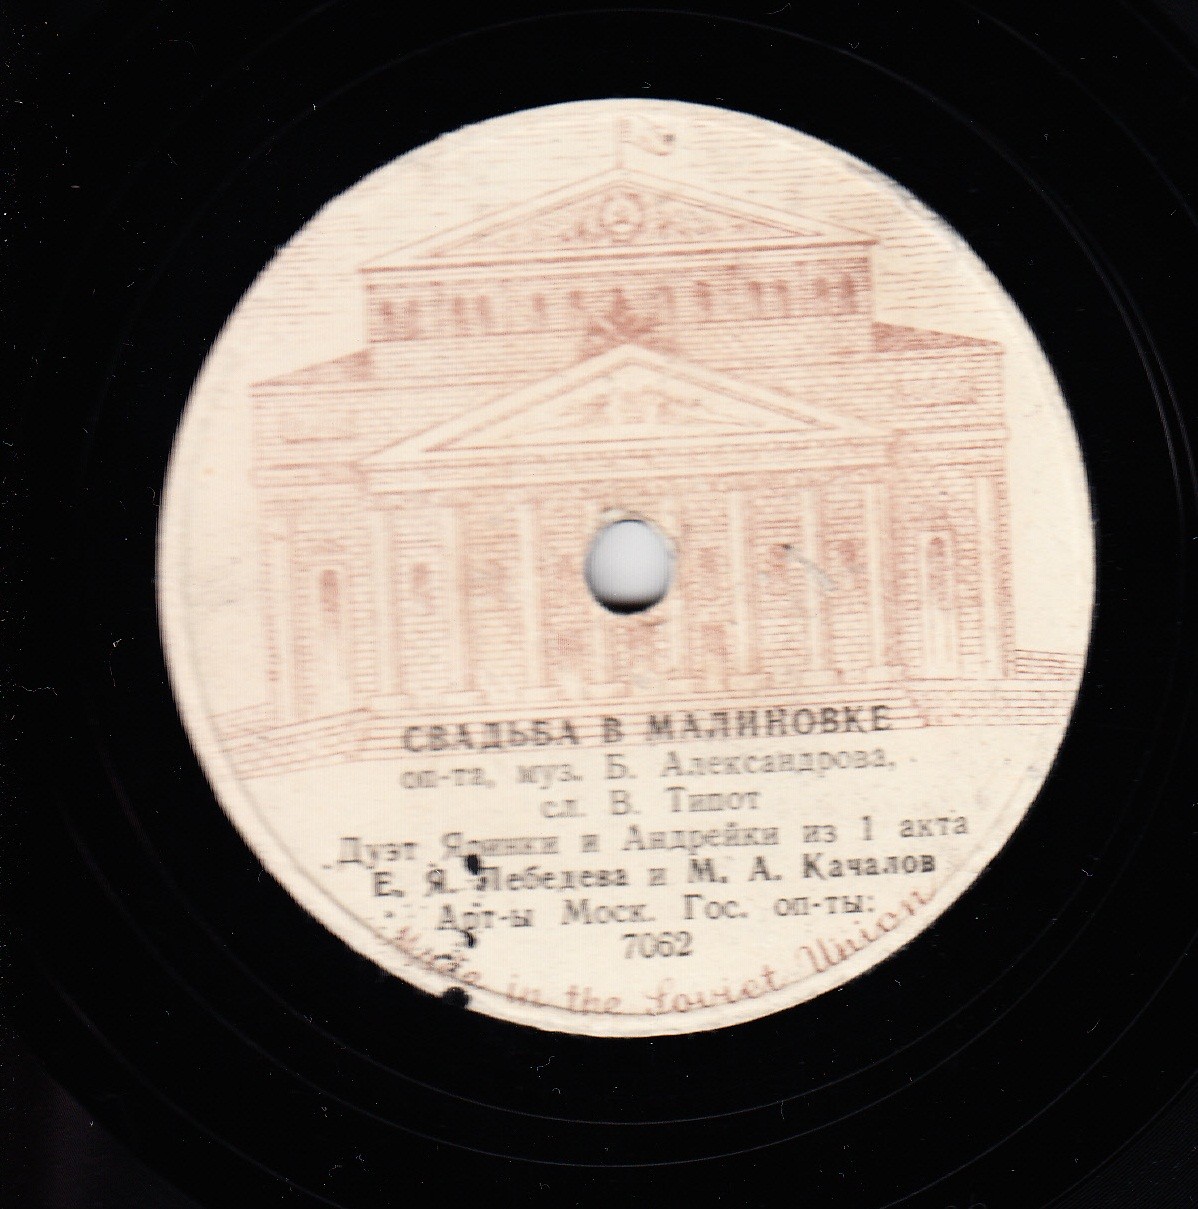 СВАДЬБА В МАЛИНОВКЕ
оп-та, муз. Б. Александрова,
сл. В. Типот
Дуэт Яринки и Андрейки из 1 акта
Е. Я. Лебедева и М. А. Качалов
Арт-ы Моск. Гос. оп-ты:
7062
Made in the Soviet Union